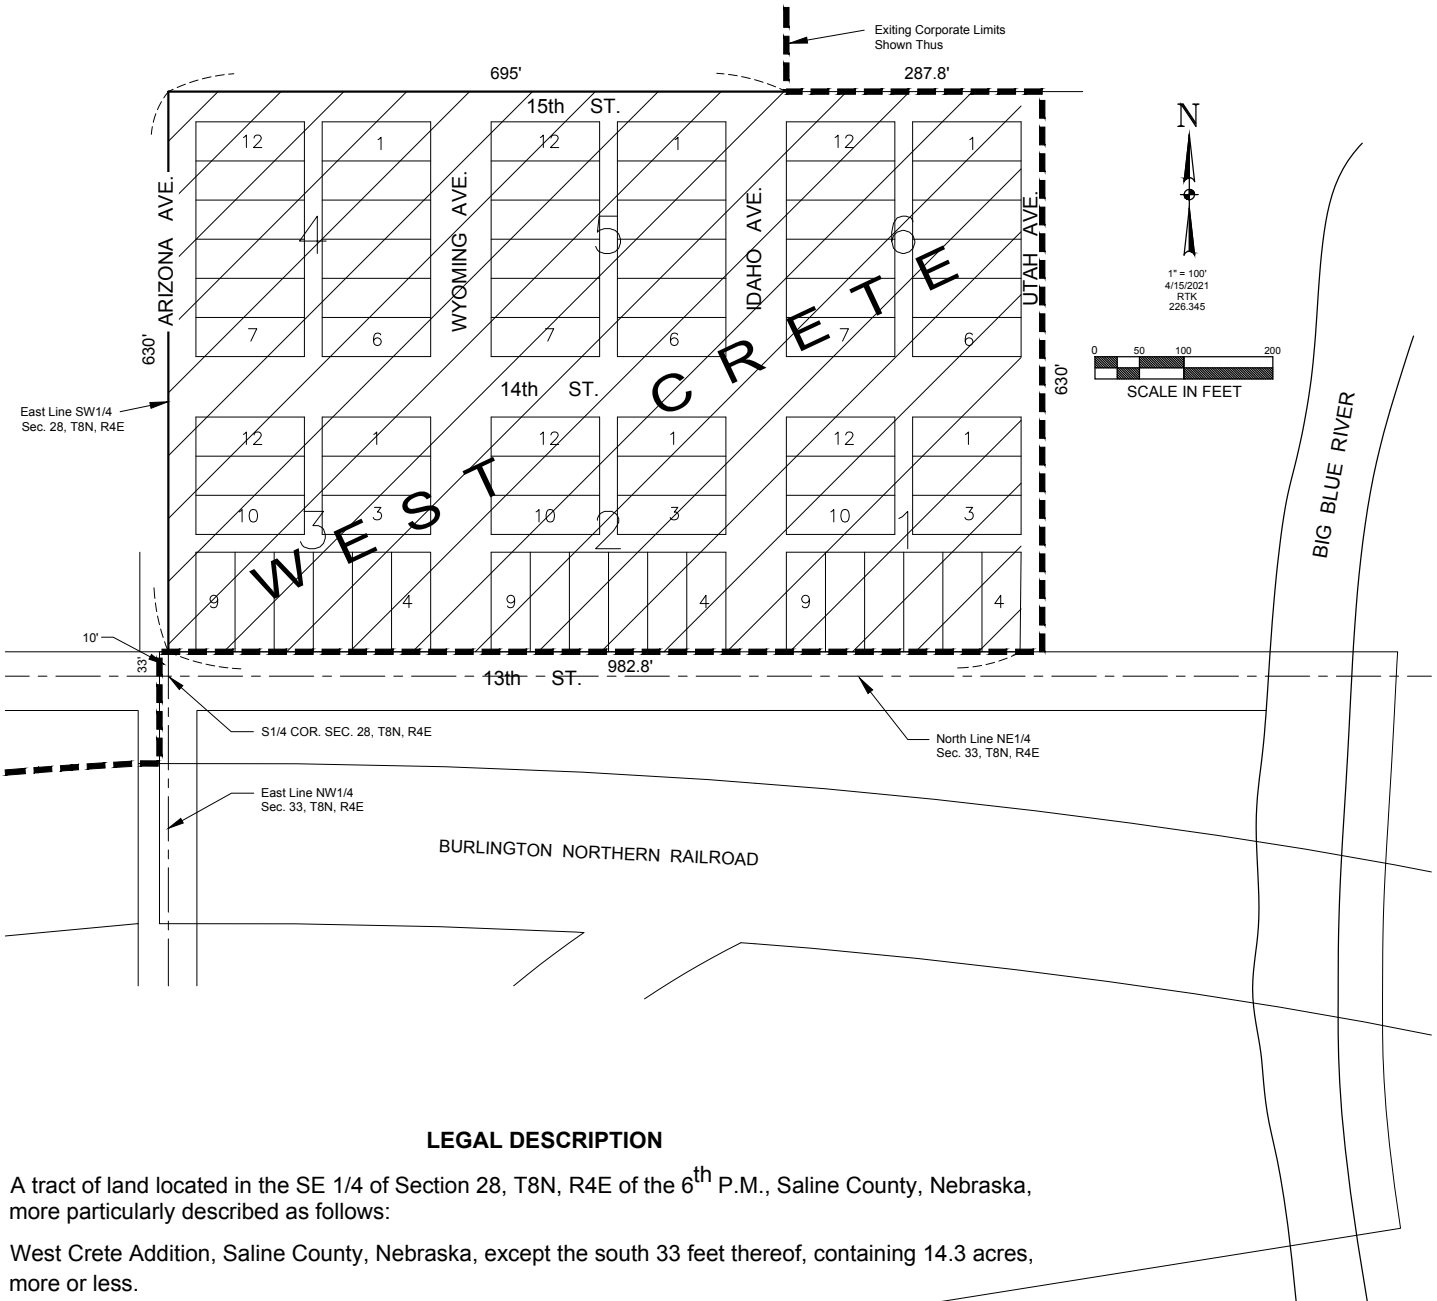 Exiting Corporate Limits
Shown Thus
695'
287.8'
15th ST.
N
12
1
12
1
12
1
ARIZONA AVE.
WYOMING AVE.
IDAHO AVE.
UTAH AVE.
4
5
6
1" = 100'
4/15/2021
RTK
226.345
7
6
7
6
7
6
630'
630'
0 50 100 200
SCALE IN FEET
WEST CRETE
14th ST.
East Line SW1/4
Sec. 28, T8N, R4E
BIG BLUE RIVER
12
1
12
1
12
1
10
3
10
3
10
3
3
2
1
9
4
9
4
9
4
10'
33'
982.8'
13th ST.
S1/4 COR. SEC. 28, T8N, R4E
North Line NE1/4
Sec. 33, T8N, R4E
East Line NW1/4
Sec. 33, T8N, R4E
BURLINGTON NORTHERN RAILROAD
LEGAL DESCRIPTION
A tract of land located in the SE 1/4 of Section 28, T8N, R4E of the 6th P.M., Saline County, Nebraska,
more particularly described as follows:
West Crete Addition, Saline County, Nebraska, except the south 33 feet thereof, containing 14.3 acres,
more or less.